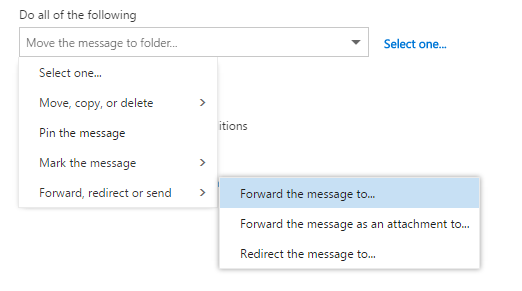 Do all of the following
Move the message to folder...
Select one...
Select one...
Move, copy, or delete
Pin the message
itions
Mark the message
Forward, redirect or send
Forward the message to...
Forward the message as an attachment to...
Redirect the message to...